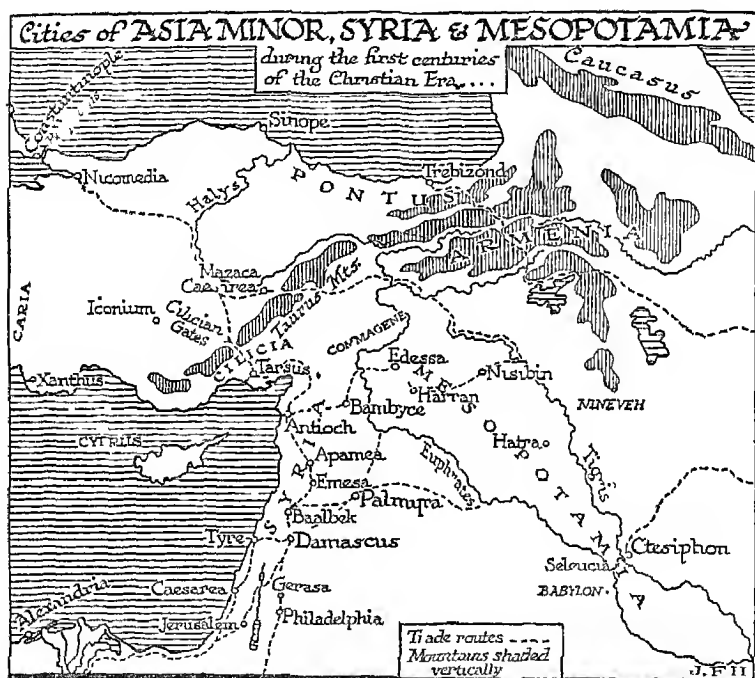 Cities of ASIA MINOR, SYRIA & MESOPOTAMIA
during the first centuries
of the Christian Era...
Caucasus
Constantinople
Sinope
Trebizond
Nicomedia
Halys
PONTUS
ARMENIA
Mazaca
Caesarea
Taurus Mts.
CARIA
Iconium
Cilician
Gates
CILICIA
COMMAGENE
Xanthus
Tarsus
Edessa
Nisibin
Harran
NINEVEH
MESOPOTAMIA
Bambyce
Antioch
CYPRUS
SYRIA
Hatra
Apamea
Euphrates
Tigris
Emesa
Palmyra
Baalbek
Tyre
Damascus
Ctesiphon
Seleucia
Caesarea
Gerasa
BABYLON
Alexandria
Jerusalem
Philadelphia
Trade routes
Mountains shaded
vertically